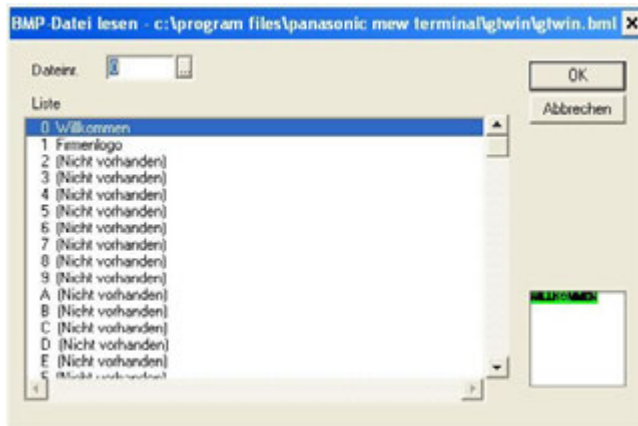 BMP-Datei lesen - c:\program files\panasonic mew terminal\gtwin\gtwin.bml
Dateinr. 0 ...
OK
Abbrechen
Liste
0 Willkommen
1 Firmenlogo
2 (Nicht vorhanden)
3 (Nicht vorhanden)
4 (Nicht vorhanden)
5 (Nicht vorhanden)
6 (Nicht vorhanden)
7 (Nicht vorhanden)
8 (Nicht vorhanden)
9 (Nicht vorhanden)
A (Nicht vorhanden)
B (Nicht vorhanden)
C (Nicht vorhanden)
D (Nicht vorhanden)
E (Nicht vorhanden)
WILLKOMMEN